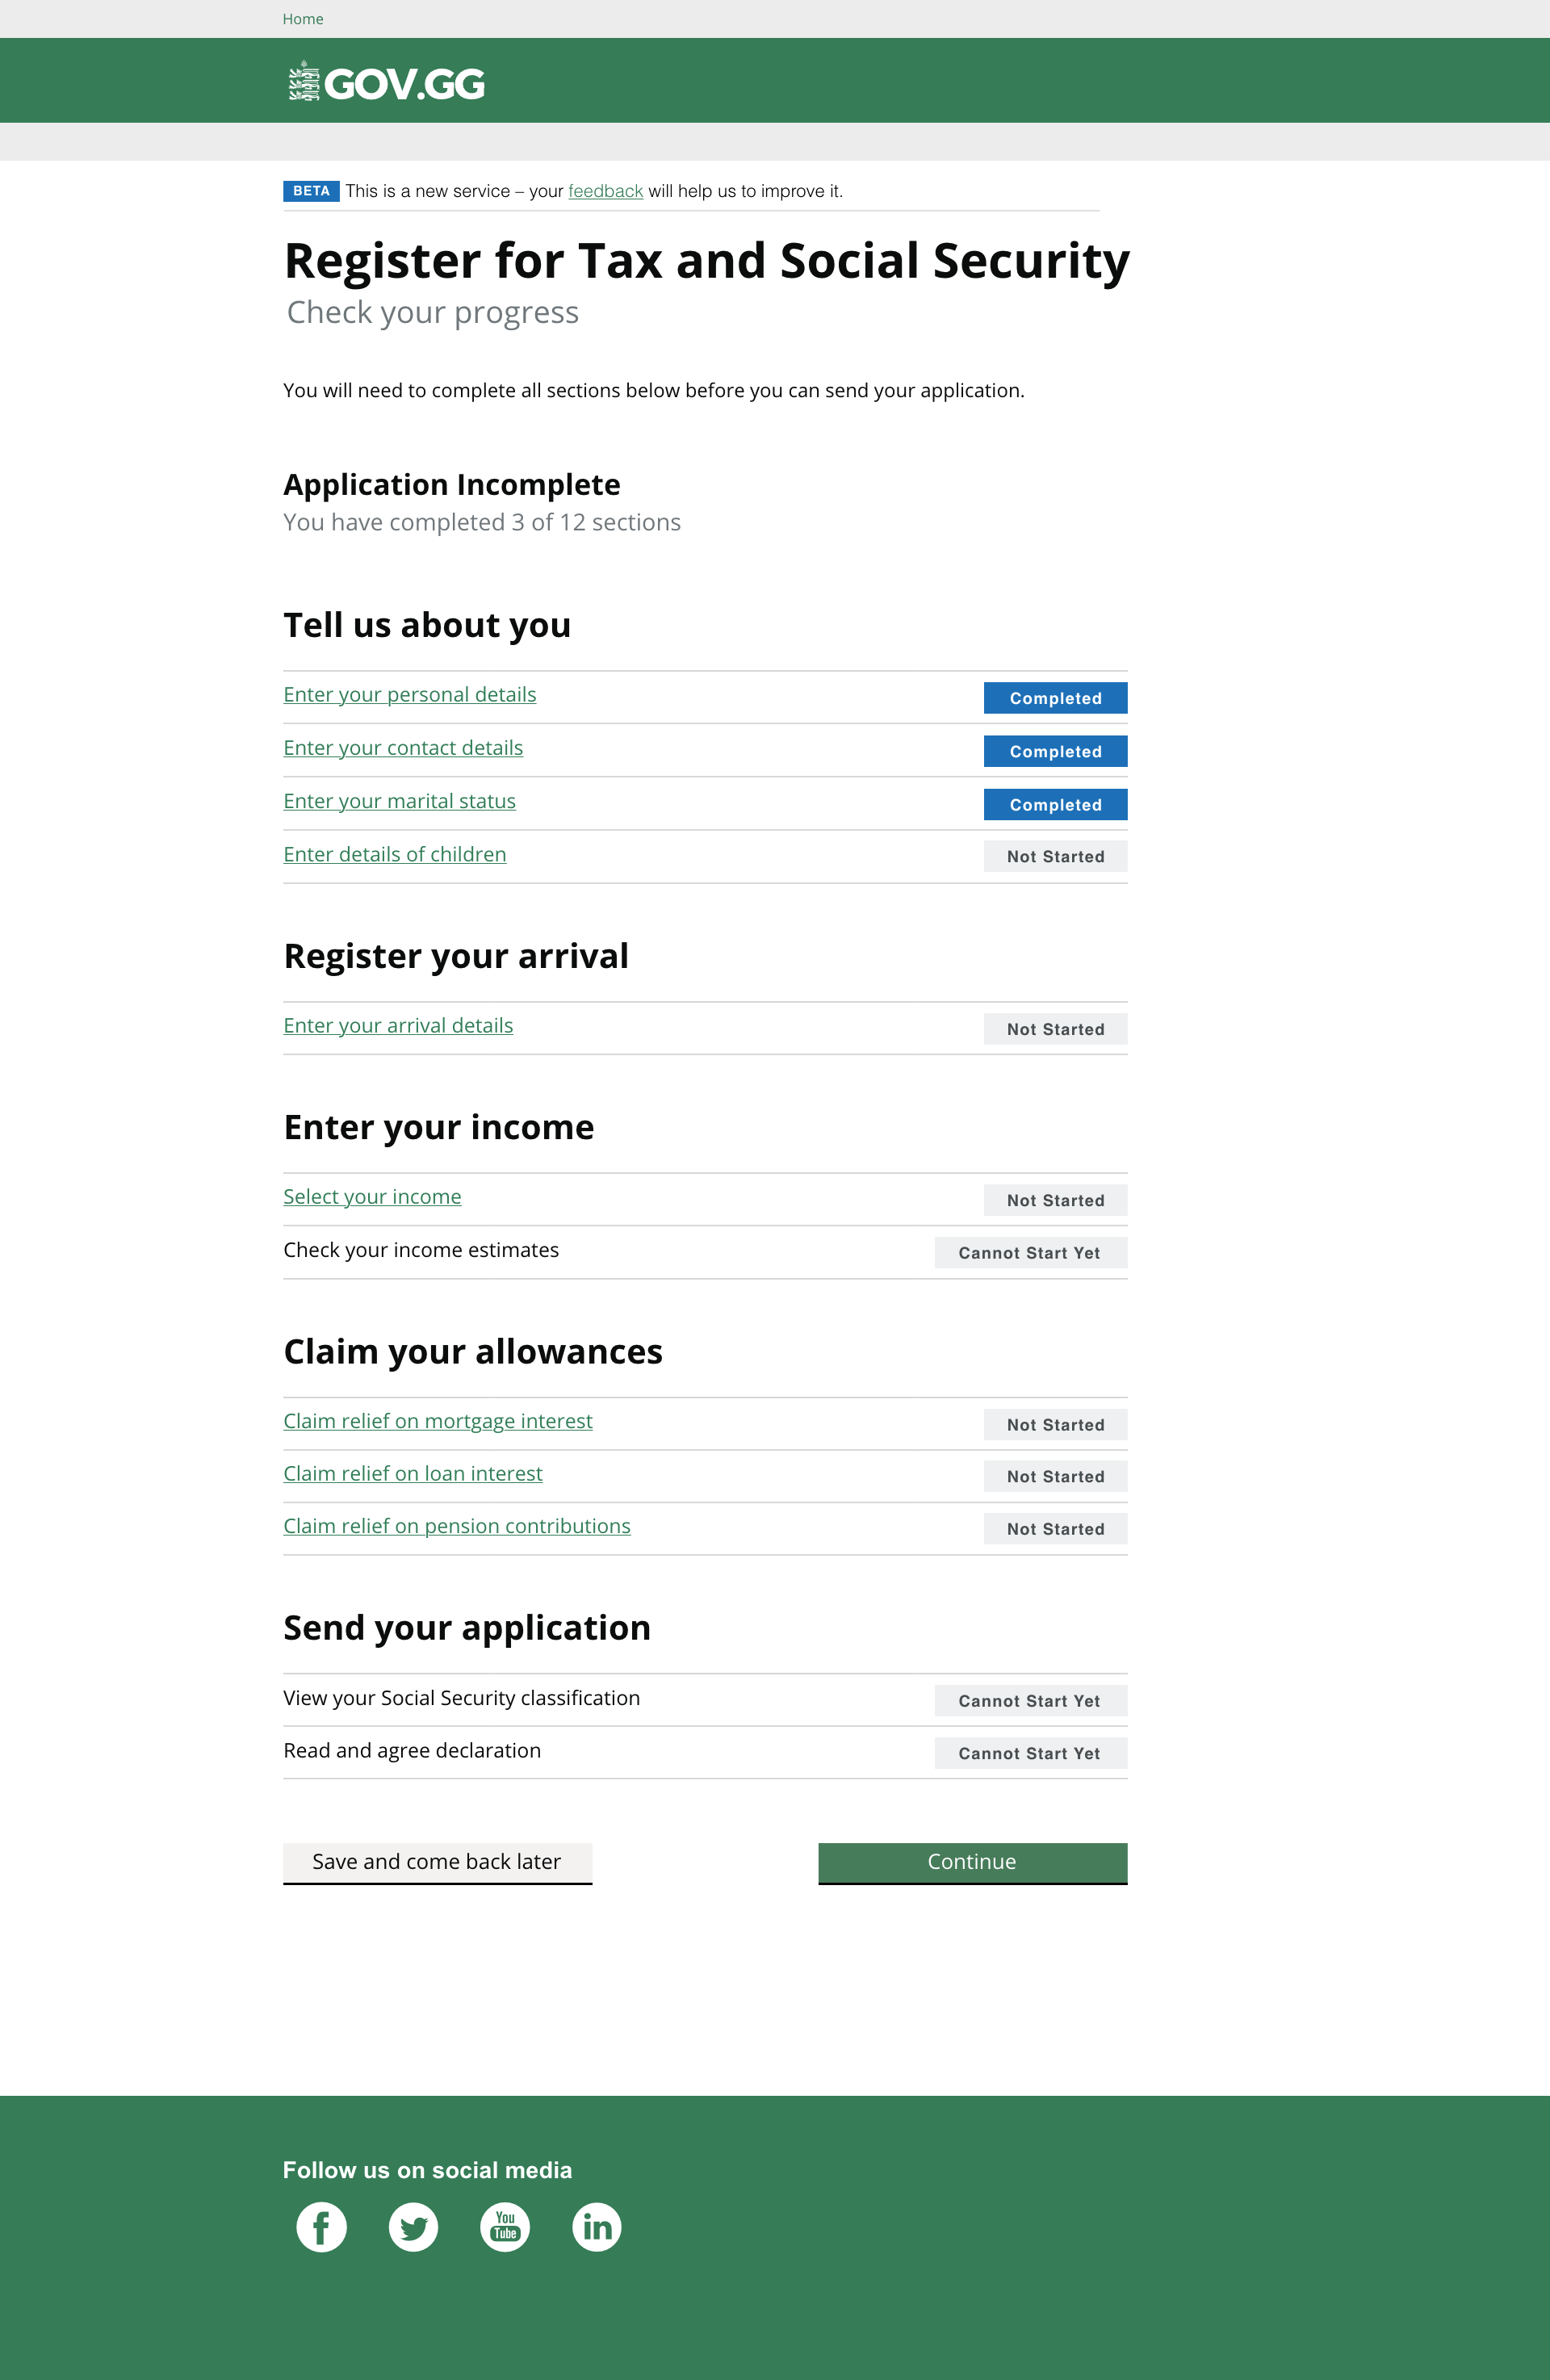 Home
GOV.GG
BETA This is a new service – your feedback will help us to improve it.
Register for Tax and Social Security
Check your progress
You will need to complete all sections below before you can send your application.
Application Incomplete
You have completed 3 of 12 sections
Tell us about you
Enter your personal details Completed
Enter your contact details Completed
Enter your marital status Completed
Enter details of children Not Started
Register your arrival
Enter your arrival details Not Started
Enter your income
Select your income Not Started
Check your income estimates Cannot Start Yet
Claim your allowances
Claim relief on mortgage interest Not Started
Claim relief on loan interest Not Started
Claim relief on pension contributions Not Started
Send your application
View your Social Security classification Cannot Start Yet
Read and agree declaration Cannot Start Yet
Save and come back later Continue
Follow us on social media
f You Tube in